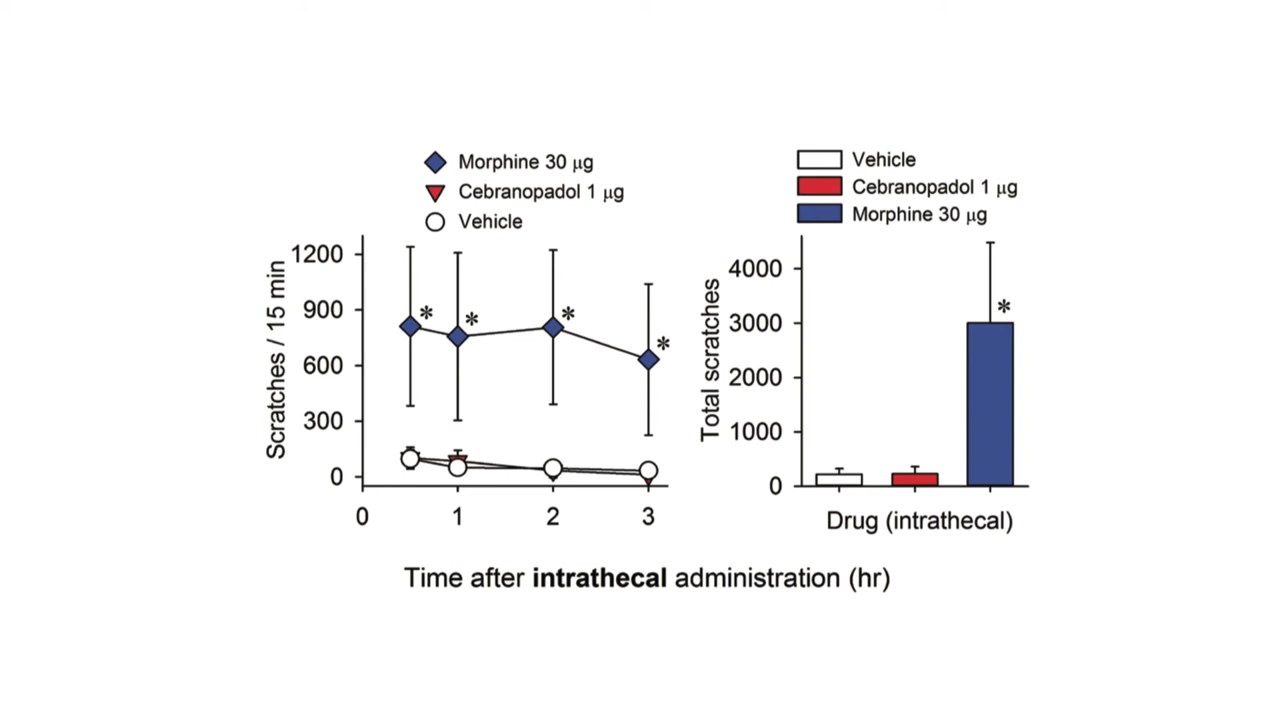 Morphine 30 μg
Cebranopadol 1 μg
Vehicle
Scratches / 15 min
1200
900
600
300
0
*
*
*
*
0
1
2
3
Vehicle
Cebranopadol 1 μg
Morphine 30 μg
Total scratches
4000
3000
2000
1000
0
*
Drug (intrathecal)
Time after intrathecal administration (hr)